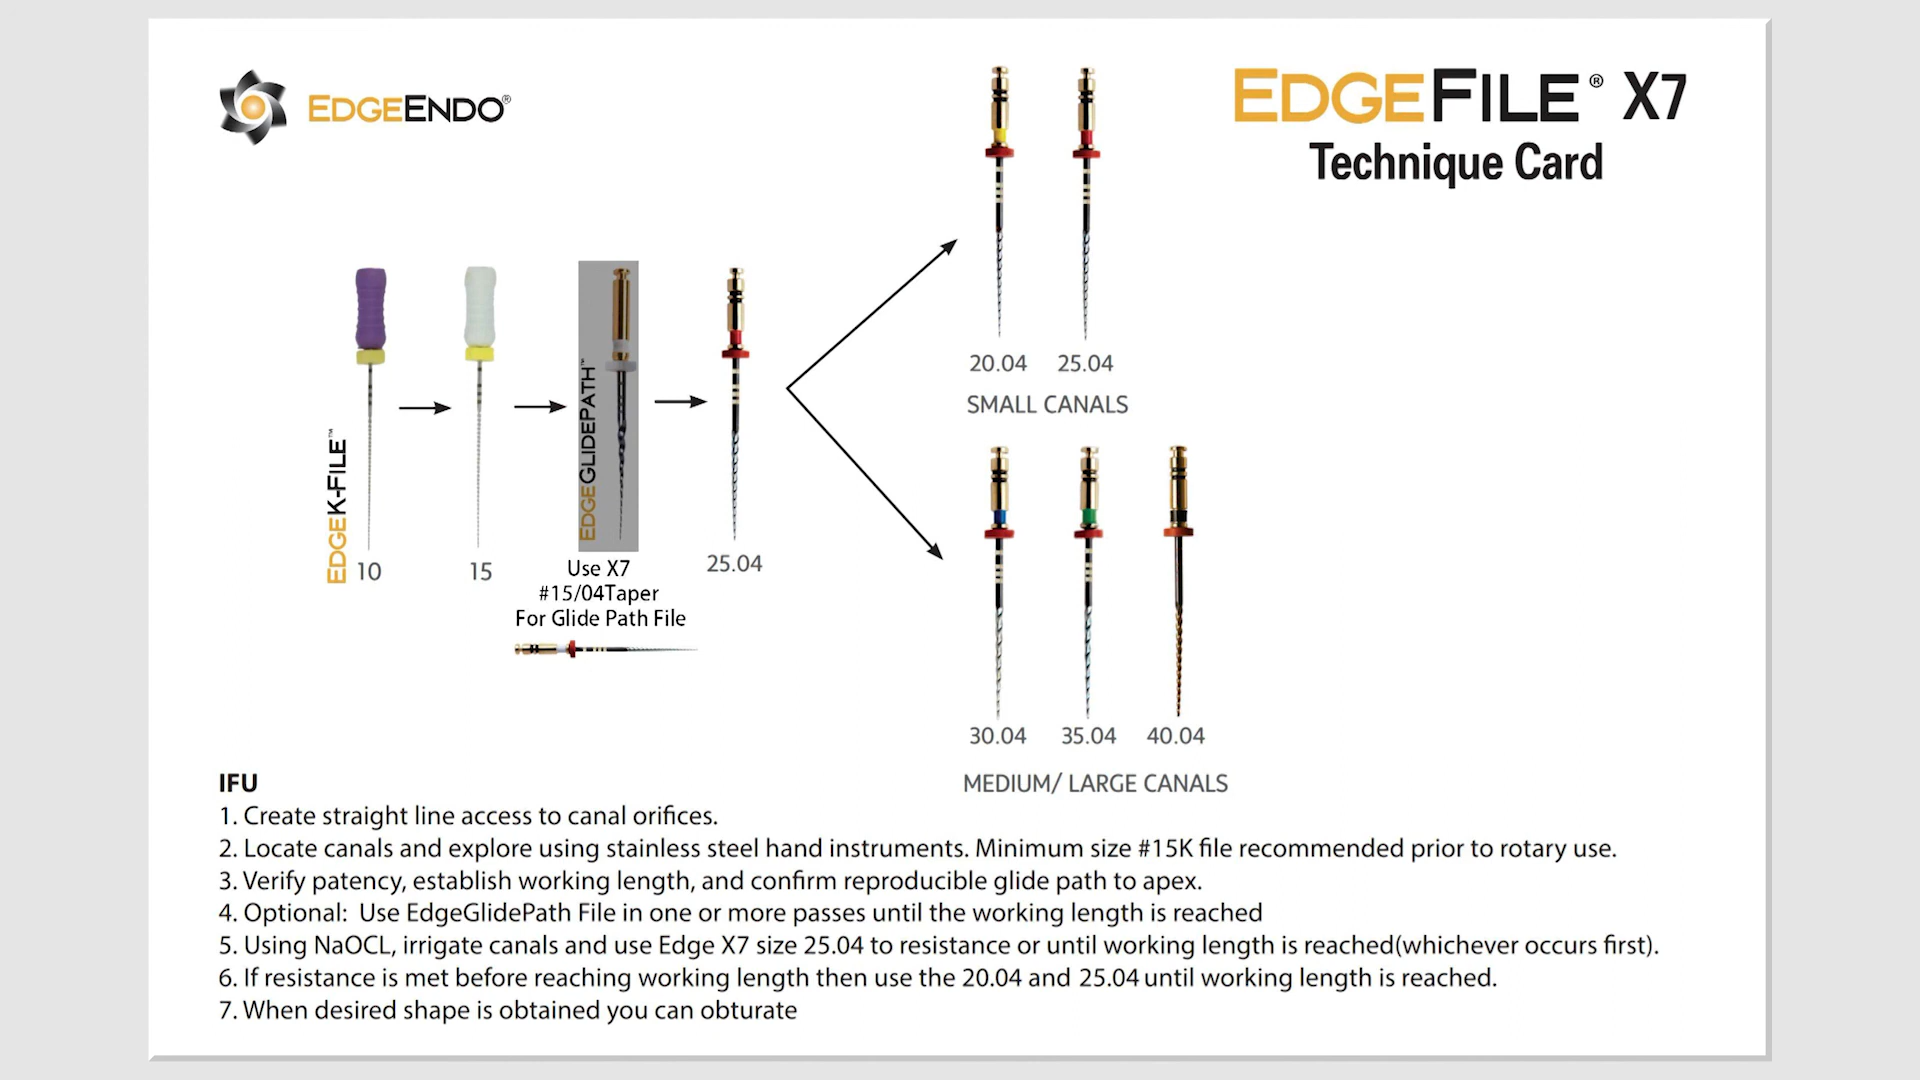 EDGEENDO®
EDGEFILE® X7
Technique Card
EDGEK-FILE™
10
15
EDGEGLIDEPATH™
Use X7
#15/04Taper
For Glide Path File
25.04
20.04 25.04
SMALL CANALS
30.04 35.04 40.04
MEDIUM/ LARGE CANALS
IFU
1. Create straight line access to canal orifices.
2. Locate canals and explore using stainless steel hand instruments. Minimum size #15K file recommended prior to rotary use.
3. Verify patency, establish working length, and confirm reproducible glide path to apex.
4. Optional: Use EdgeGlidePath File in one or more passes until the working length is reached
5. Using NaOCL, irrigate canals and use Edge X7 size 25.04 to resistance or until working length is reached(whichever occurs first).
6. If resistance is met before reaching working length then use the 20.04 and 25.04 until working length is reached.
7. When desired shape is obtained you can obturate